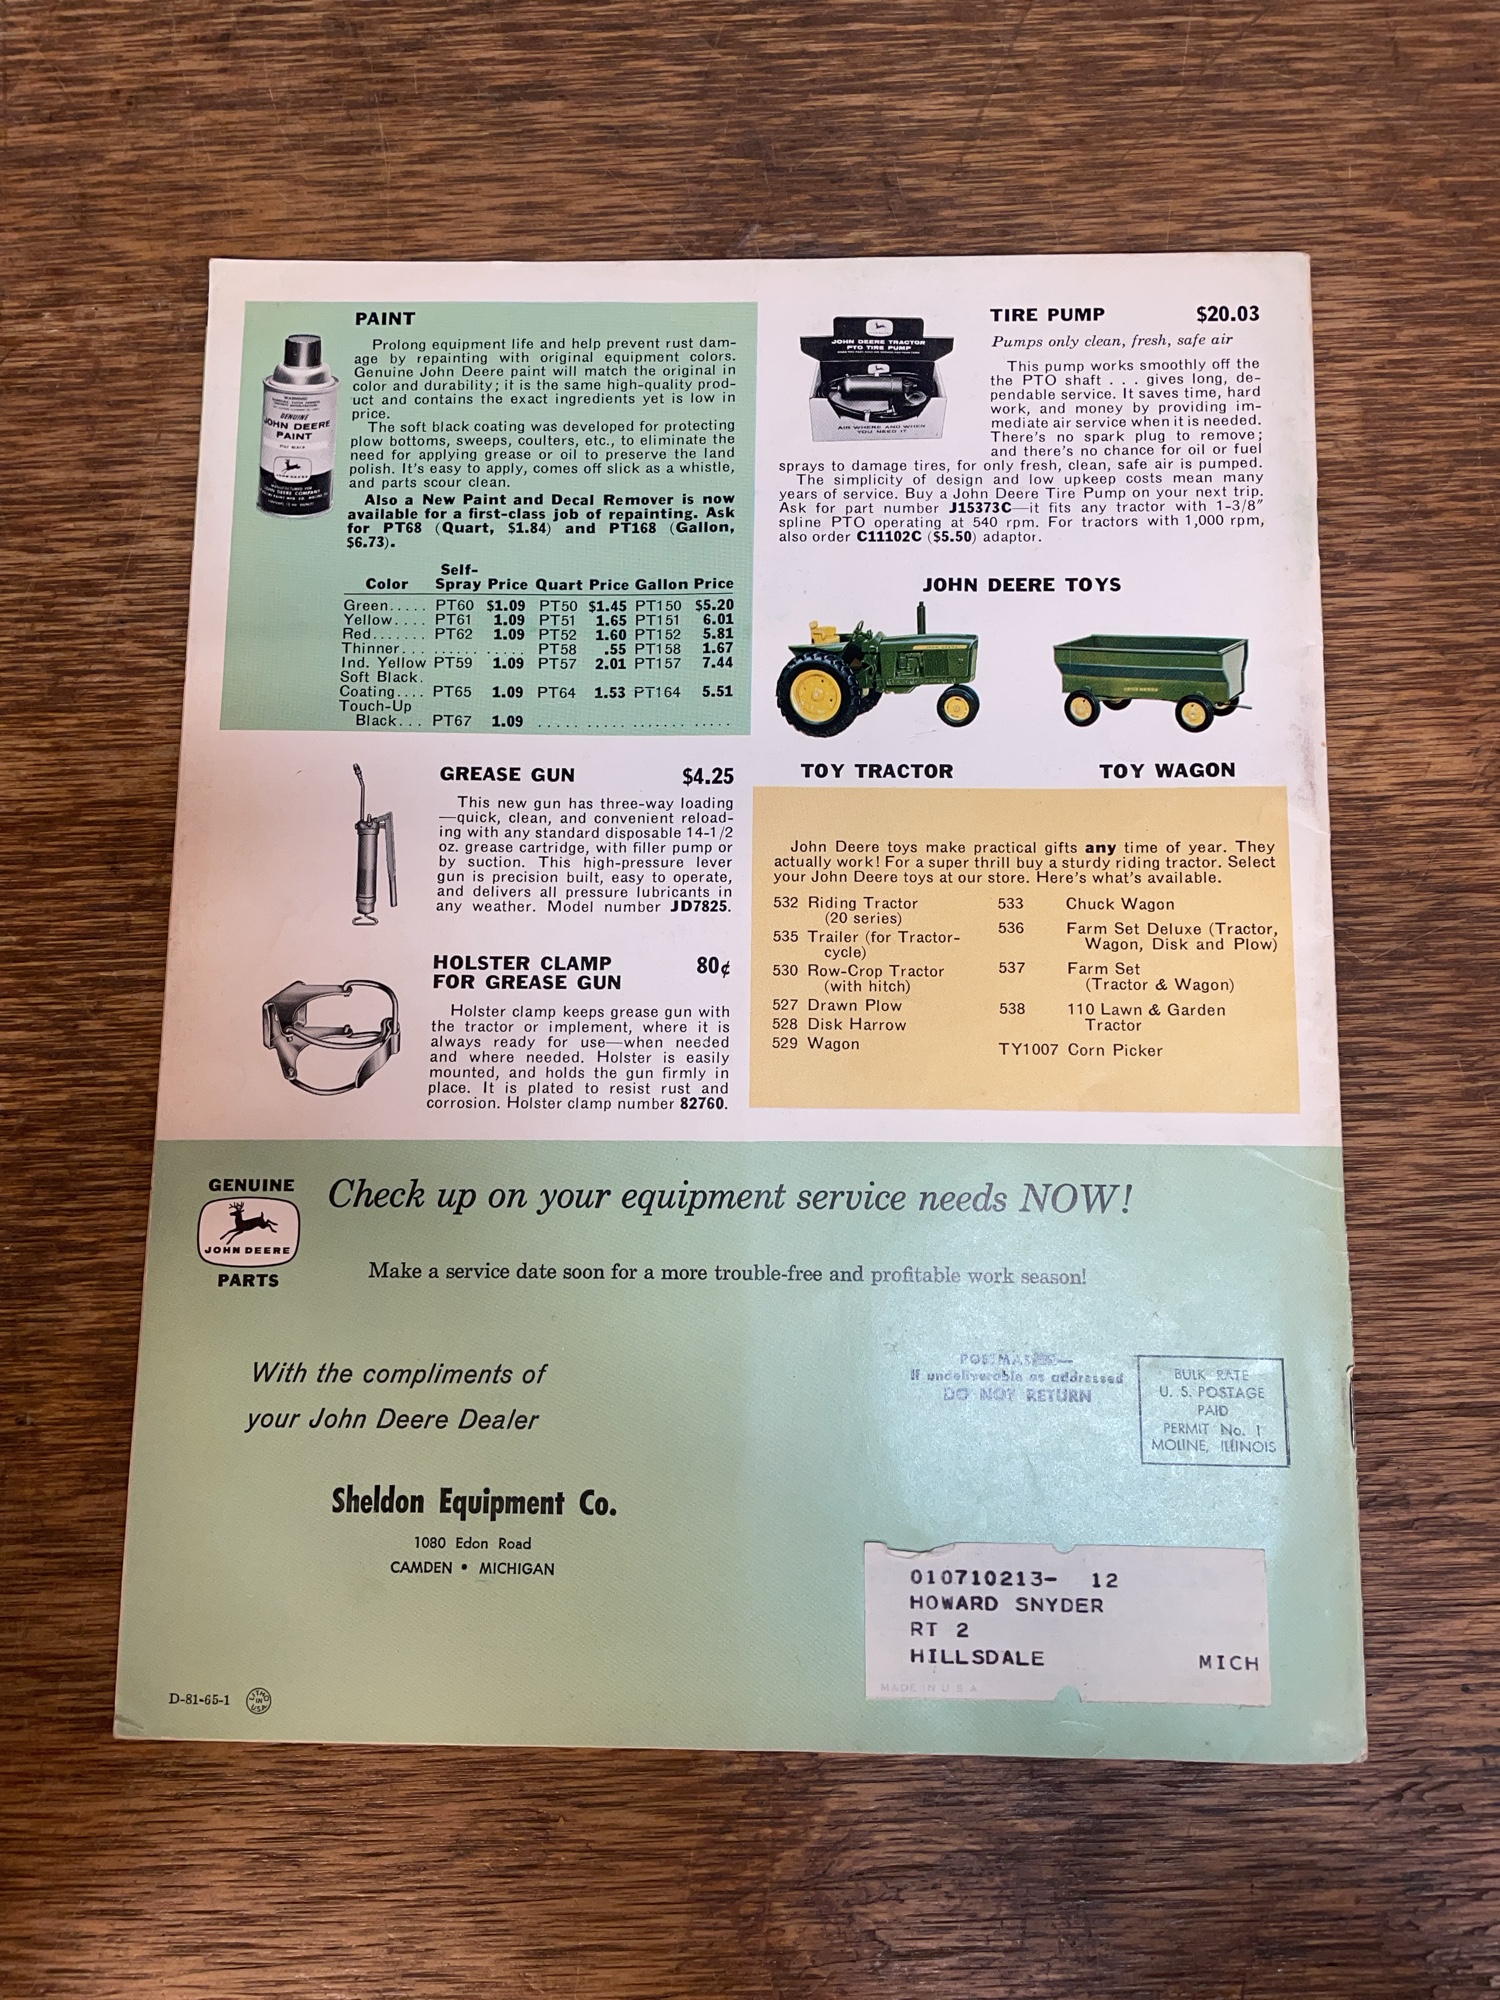 PAINT
Prolong equipment life and help prevent rust dam-
age by repainting with original equipment colors.
Genuine John Deere paint will match the original in
color and durability; it is the same high-quality prod-
uct and contains the exact ingredients yet is low in
price.
The soft black coating was developed for protecting
plow bottoms, sweeps, coulters, etc., to eliminate the
need for applying grease or oil to preserve the land
polish. It's easy to apply, comes off slick as a whistle,
and parts scour clean.
Also a New Paint and Decal Remover is now
available for a first-class job of repainting. Ask
for PT68 (Quart, $1.84) and PT168 (Gallon,
$6.73).
WARNING
GENUINE
JOHN DEERE
PAINT
JOHN DEERE
Self-
Color Spray Price Quart Price Gallon Price
Green..... PT60 $1.09 PT50 $1.45 PT150 $5.20
Yellow.... PT61 1.09 PT51 1.65 PT151 6.01
Red....... PT62 1.09 PT52 1.60 PT152 5.81
Thinner... ...... ..... PT58 .55 PT158 1.67
Ind. Yellow PT59 1.09 PT57 2.01 PT157 7.44
Soft Black.
Coating.... PT65 1.09 PT64 1.53 PT164 5.51
Touch-Up
Black... PT67 1.09 ..... ..... ...... .....
GREASE GUN $4.25
This new gun has three-way loading
—quick, clean, and convenient reload-
ing with any standard disposable 14-1/2
oz. grease cartridge, with filler pump or
by suction. This high-pressure lever
gun is precision built, easy to operate,
and delivers all pressure lubricants in
any weather. Model number JD7825.
HOLSTER CLAMP 80¢
FOR GREASE GUN
Holster clamp keeps grease gun with
the tractor or implement, where it is
always ready for use—when needed
and where needed. Holster is easily
mounted, and holds the gun firmly in
place. It is plated to resist rust and
corrosion. Holster clamp number 82760.
TIRE PUMP $20.03
Pumps only clean, fresh, safe air
JOHN DEERE TRACTOR
PTO TIRE PUMP
AIR WHERE AND WHEN
YOU NEED IT
This pump works smoothly off the
the PTO shaft . . . gives long, de-
pendable service. It saves time, hard
work, and money by providing im-
mediate air service when it is needed.
There's no spark plug to remove;
and there's no chance for oil or fuel
sprays to damage tires, for only fresh, clean, safe air is pumped.
The simplicity of design and low upkeep costs mean many
years of service. Buy a John Deere Tire Pump on your next trip.
Ask for part number J15373C—it fits any tractor with 1-3/8"
spline PTO operating at 540 rpm. For tractors with 1,000 rpm,
also order C11102C ($5.50) adaptor.
JOHN DEERE TOYS
TOY TRACTOR TOY WAGON
John Deere toys make practical gifts any time of year. They
actually work! For a super thrill buy a sturdy riding tractor. Select
your John Deere toys at our store. Here's what's available.
532 Riding Tractor
(20 series)
535 Trailer (for Tractor-
cycle)
530 Row-Crop Tractor
(with hitch)
527 Drawn Plow
528 Disk Harrow
529 Wagon
533 Chuck Wagon
536 Farm Set Deluxe (Tractor,
Wagon, Disk and Plow)
537 Farm Set
(Tractor & Wagon)
538 110 Lawn & Garden
Tractor
TY1007 Corn Picker
GENUINE
JOHN DEERE
PARTS
Check up on your equipment service needs NOW!
Make a service date soon for a more trouble-free and profitable work season!
With the compliments of
your John Deere Dealer
Sheldon Equipment Co.
1080 Edon Road
CAMDEN • MICHIGAN
If undeliverable as addressed
DO NOT RETURN
BULK RATE
U. S. POSTAGE
PAID
PERMIT No. 1
MOLINE, ILLINOIS
010710213- 12
HOWARD SNYDER
RT 2
HILLSDALE MICH
MADE IN U S A
D-81-65-1
LITHO
IN
USA